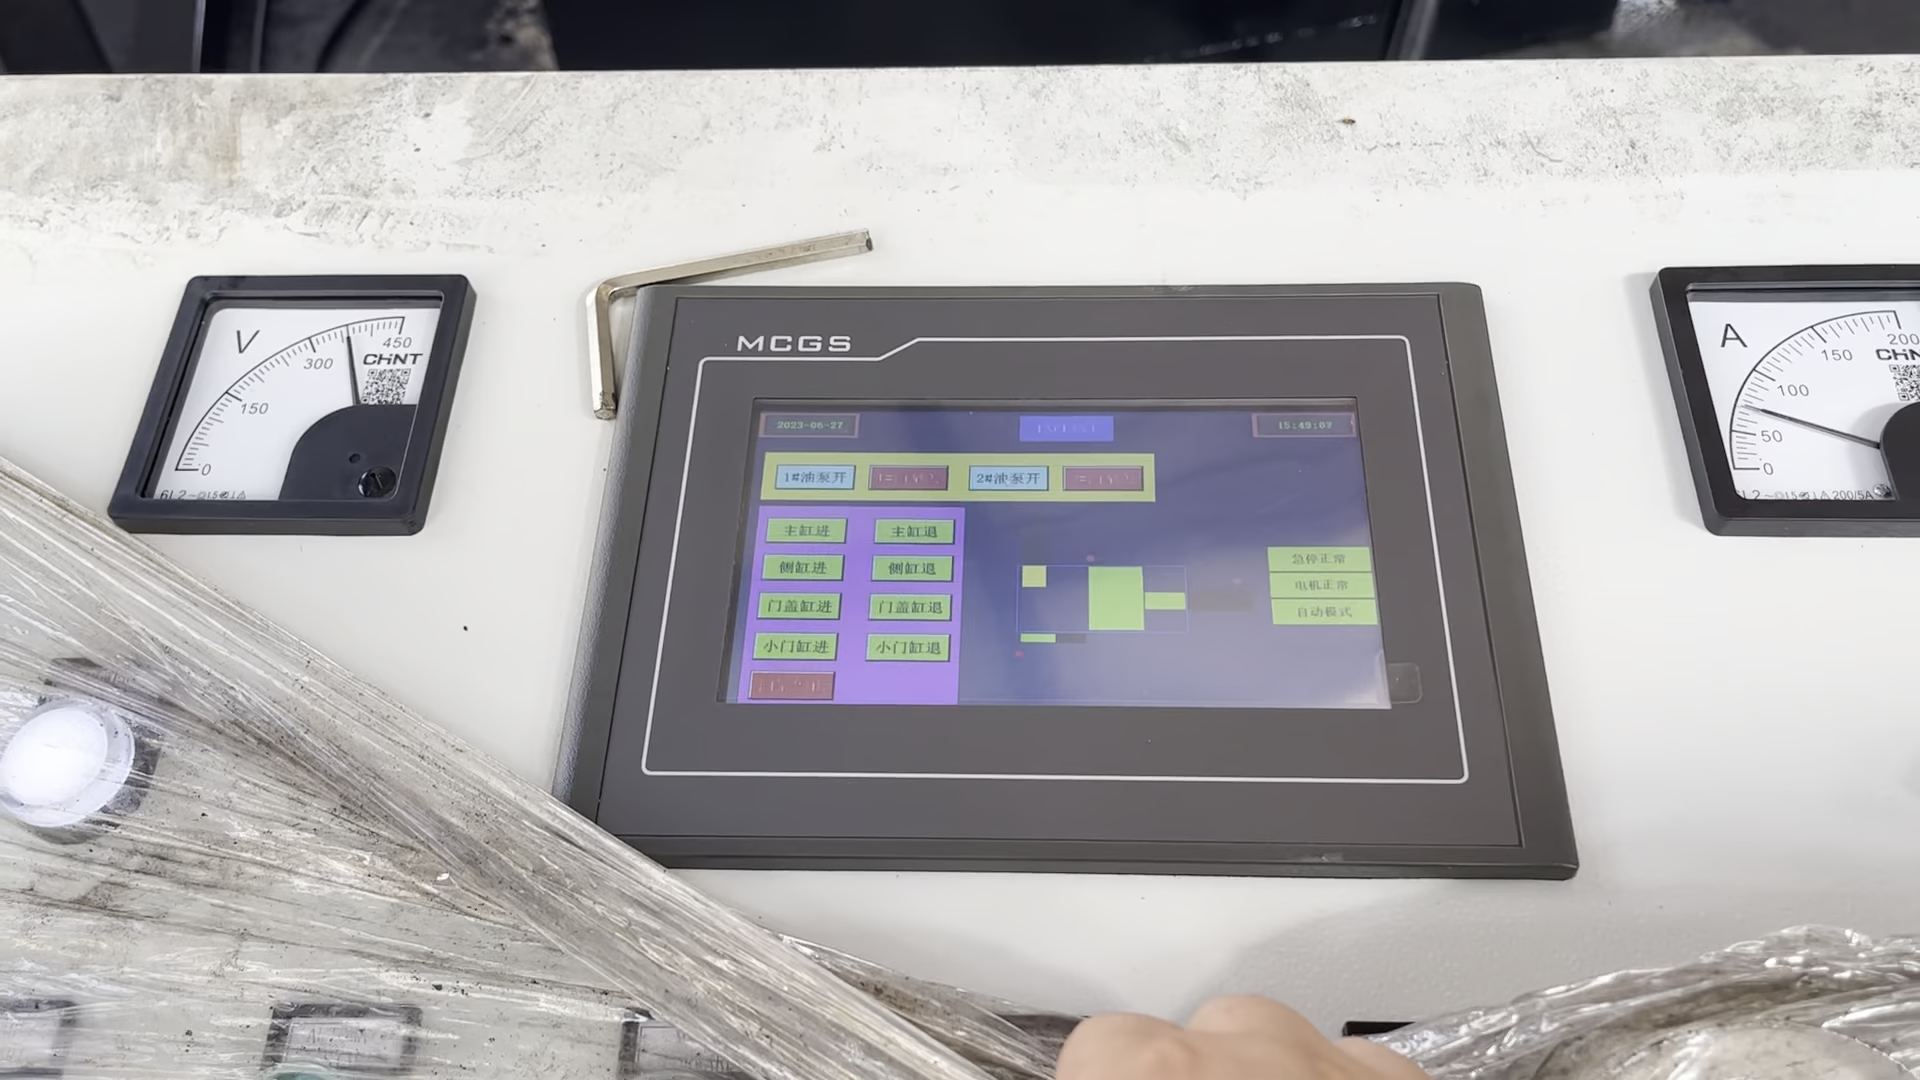 V
450
CHNT
300
150
0
MCGS
2023-06-27
15:49:07
1#油泵开
2#油泵开
主缸进
主缸退
侧缸进
侧缸退
门盖缸进
门盖缸退
小门缸进
小门缸退
急停正常
电机正常
自动模式
A
200
150
100
50
0
200/5A